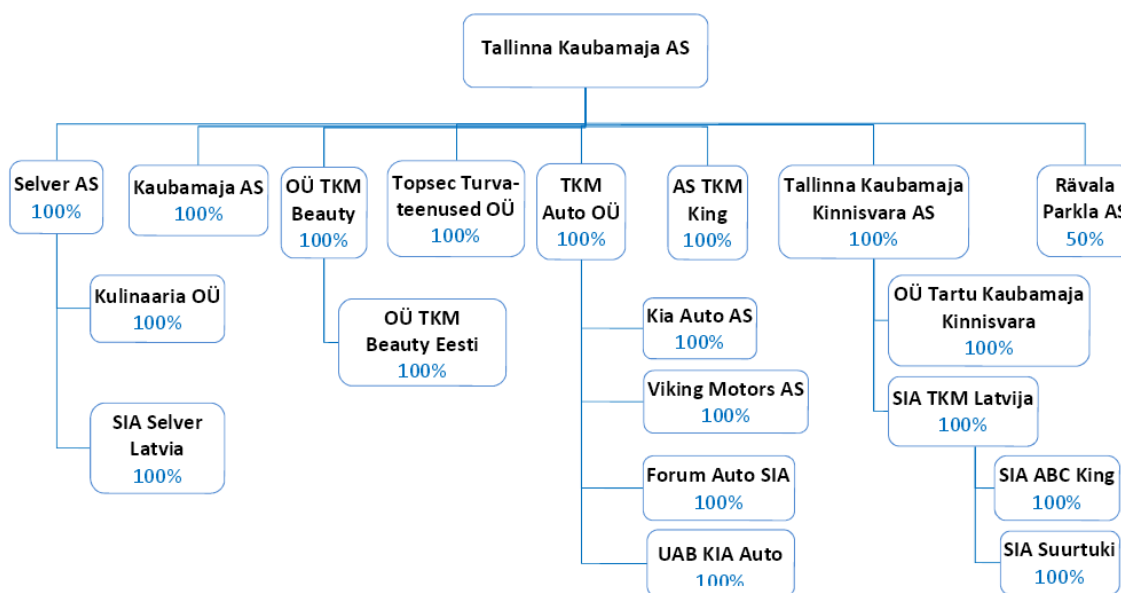 Tallinna Kaubamaja AS
Selver AS
100%
Kaubamaja AS
100%
OÜ TKM
Beauty
100%
Topsec Turva-
teenused OÜ
100%
TKM
Auto OÜ
100%
AS TKM
King
100%
Tallinna Kaubamaja
Kinnisvara AS
100%
Rävala
Parkla AS
50%
Kulinaaria OÜ
100%
SIA Selver
Latvia
100%
OÜ TKM
Beauty Eesti
100%
Kia Auto AS
100%
Viking Motors AS
100%
Forum Auto SIA
100%
UAB KIA Auto
100%
OÜ Tartu Kaubamaja
Kinnisvara
100%
SIA TKM Latvija
100%
SIA ABC King
100%
SIA Suurtuki
100%